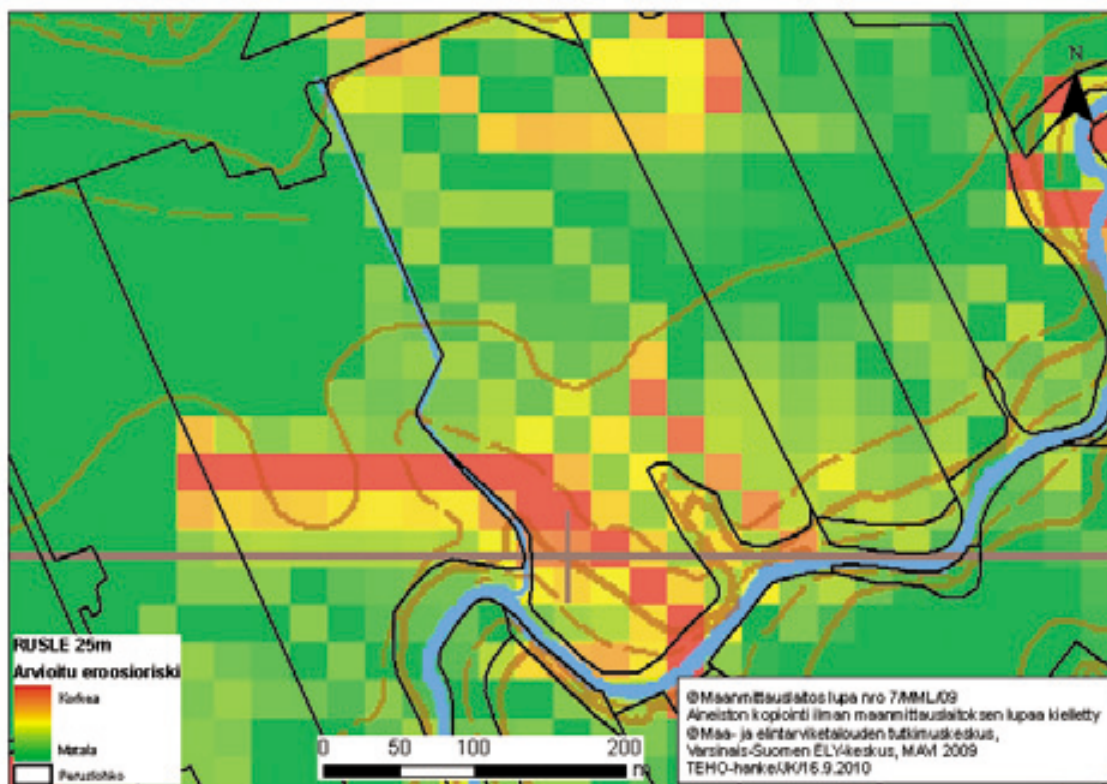 N
RUSLE 25m
Arvioitu eroosioriski
Korkea
Matala
Peruslohko
0 50 100 200
m
©Maanmittauslaitos lupa nro 7/MML/09
Aineiston kopiointi ilman maanmittauslaitoksen lupaa kielletty
©Maa- ja elintarviketalouden tutkimuskeskus,
Varsinais-Suomen ELY-keskus, MAVI 2009
TEHO-hanke/JK/16.9.2010